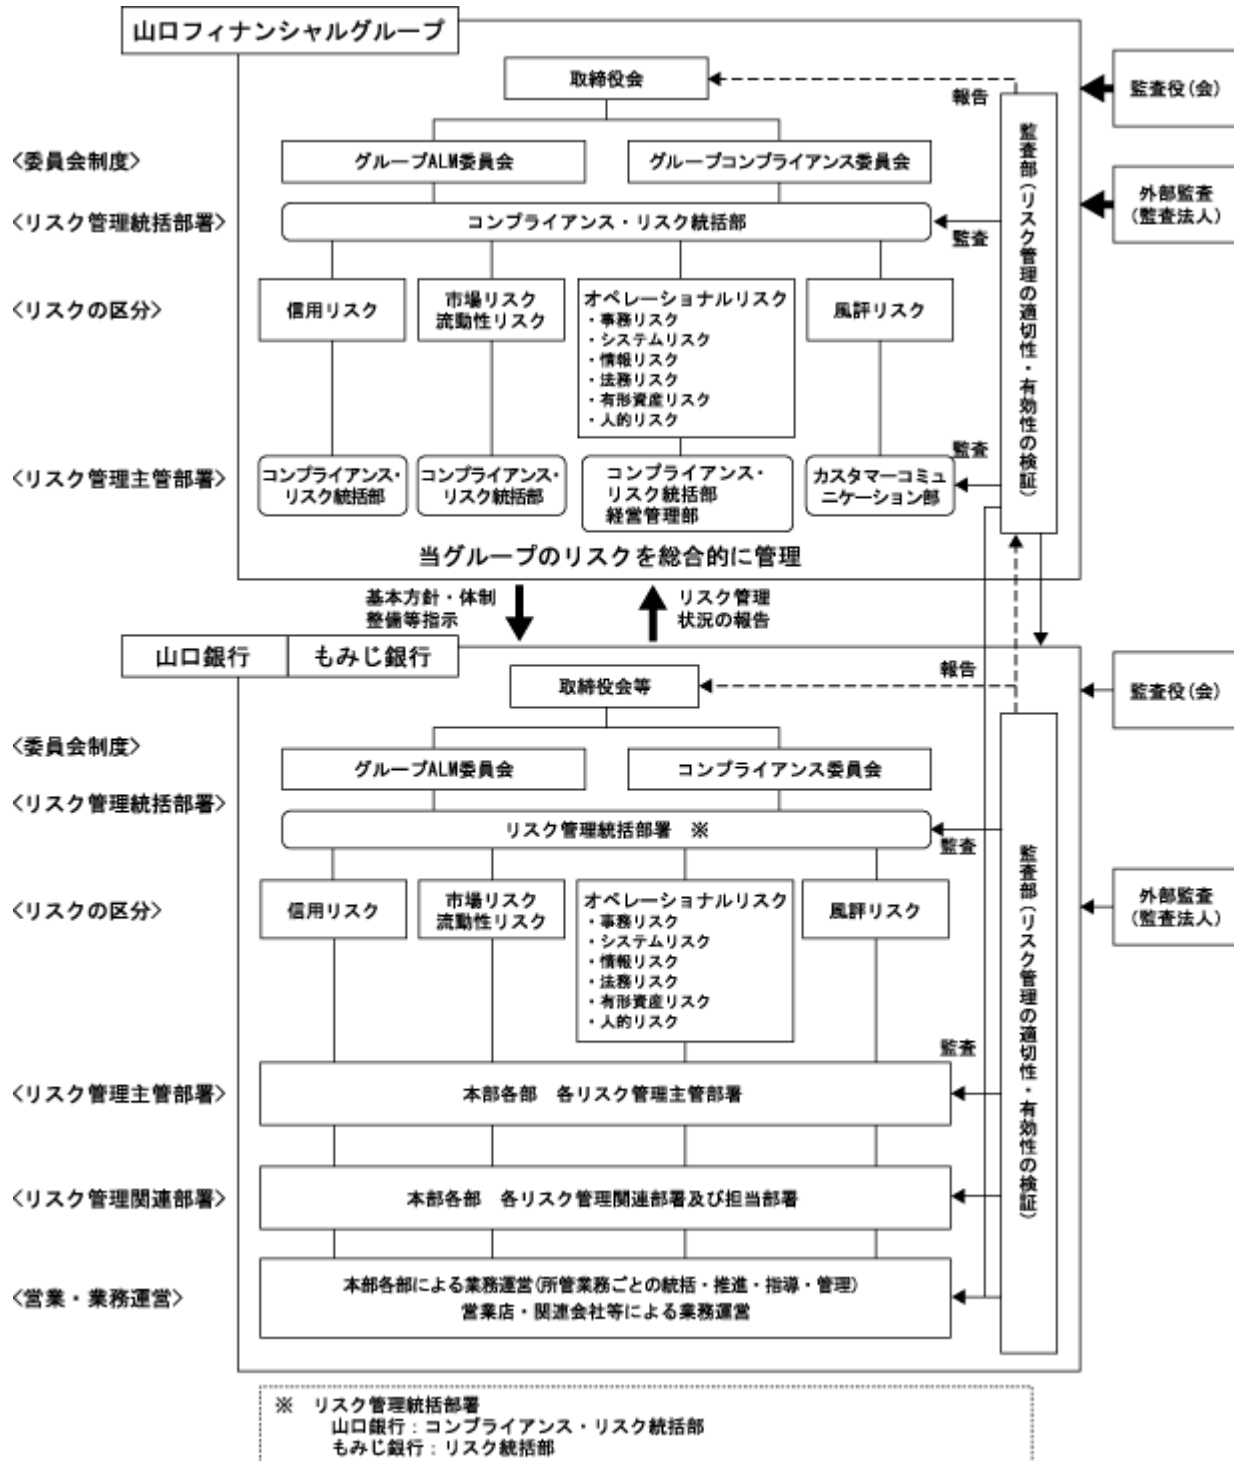 山口フィナンシャルグループ
取締役会
報告
監査役(会)
<委員会制度>
グループALM委員会
グループコンプライアンス委員会
外部監査
(監査法人)
<リスク管理統括部署>
コンプライアンス・リスク統括部
監査
監査部(リスク管理の適切性・有効性の検証)
<リスクの区分>
信用リスク
市場リスク
流動性リスク
オペレーショナルリスク
・事務リスク
・システムリスク
・情報リスク
・法務リスク
・有形資産リスク
・人的リスク
風評リスク
監査
<リスク管理主管部署>
コンプライアンス・
リスク統括部
コンプライアンス・
リスク統括部
コンプライアンス・
リスク統括部
経営管理部
カスタマーコミュ
ニケーション部
当グループのリスクを総合的に管理
基本方針・体制
整備等指示
リスク管理
状況の報告
山口銀行
もみじ銀行
取締役会等
報告
監査役(会)
<委員会制度>
グループALM委員会
コンプライアンス委員会
<リスク管理統括部署>
リスク管理統括部署 ※
監査
監査部(リスク管理の適切性・有効性の検証)
外部監査
(監査法人)
<リスクの区分>
信用リスク
市場リスク
流動性リスク
オペレーショナルリスク
・事務リスク
・システムリスク
・情報リスク
・法務リスク
・有形資産リスク
・人的リスク
風評リスク
監査
<リスク管理主管部署>
本部各部 各リスク管理主管部署
<リスク管理関連部署>
本部各部 各リスク管理関連部署及び担当部署
<営業・業務運営>
本部各部による業務運営(所管業務ごとの統括・推進・指導・管理)
営業店・関連会社等による業務運営
※ リスク管理統括部署
山口銀行：コンプライアンス・リスク統括部
もみじ銀行：リスク統括部